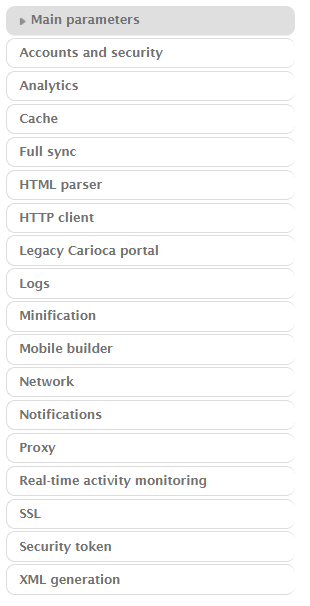 Main parameters
Accounts and security
Analytics
Cache
Full sync
HTML parser
HTTP client
Legacy Carioca portal
Logs
Minification
Mobile builder
Network
Notifications
Proxy
Real-time activity monitoring
SSL
Security token
XML generation